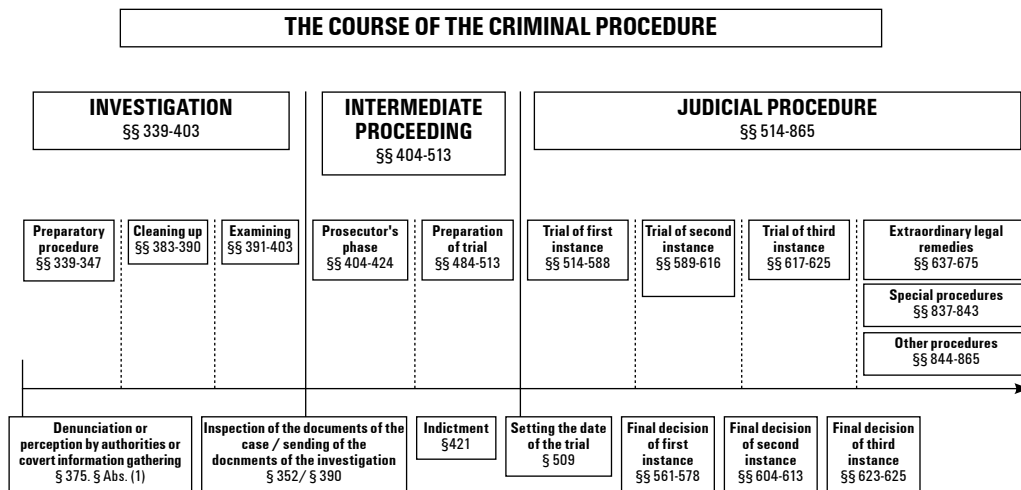 THE COURSE OF THE CRIMINAL PROCEDURE
INVESTIGATION
§§ 339-403
INTERMEDIATE
PROCEEDING
§§ 404-513
JUDICIAL PROCEDURE
§§ 514-865
Preparatory
procedure
§§ 339-347
Cleaning up
§§ 383-390
Examining
§§ 391-403
Prosecutor's
phase
§§ 404-424
Preparation
of trial
§§ 484-513
Trial of first
instance
§§ 514-588
Trial of second
instance
§§ 589-616
Trial of third
instance
§§ 617-625
Extraordinary legal
remedies
§§ 637-675
Special procedures
§§ 837-843
Other procedures
§§ 844-865
Denunciation or
perception by authorities or
covert information gathering
§ 375. § Abs. (1)
Inspection of the documents of the
case / sending of the
docnments of the investigation
§ 352/ § 390
Indictment
§421
Setting the date
of the trial
§ 509
Final decision
of first
instance
§§ 561-578
Final decision
of second
instance
§§ 604-613
Final decision
of third
instance
§§ 623-625